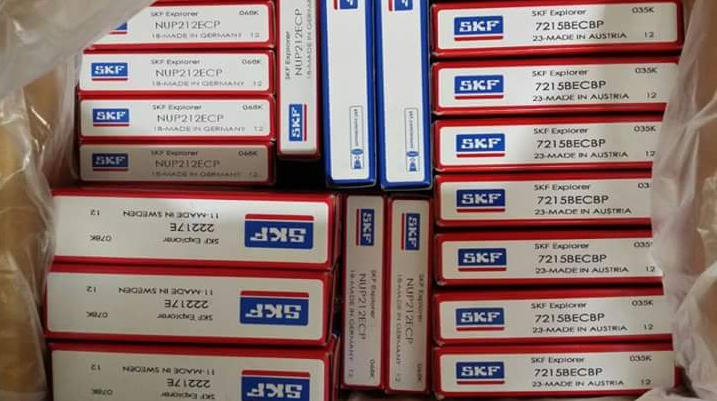 SKF Explorer 068K
NUP212ECP
18-MADE IN GERMANY 12
SKF
SKF Explorer 068K
NUP212ECP
18-MADE IN GERMANY 12
SKF
SKF Explorer 068K
NUP212ECP
18-MADE IN GERMANY 12
SKF
SKF Explorer 068K
NUP212ECP
18-MADE IN GERMANY 12
SKF
SKF Explorer
NUP212ECP
SKF
SKF Explorer 035K
7215BECBP
23-MADE IN AUSTRIA 12
SKF
SKF Explorer 035K
7215BECBP
23-MADE IN AUSTRIA 12
SKF
SKF Explorer 035K
7215BECBP
23-MADE IN AUSTRIA 12
SKF
SKF Explorer 03
7215BECBP
23-MADE IN AUSTRIA
SKF
SKF Explorer 035
7215BECBP
23-MADE IN AUSTRIA 12
SKF
SKF Explorer 035K
7215BECBP
23-MADE IN AUSTRIA 12
SKF
SKF Explorer 035K
7215BECBP
23-MADE IN AUSTRIA 12
SKF
SKF Explorer 078K
22217E
11-MADE IN SWEDEN 12
SKF
SKF Explorer 078K
22217E
11-MADE IN SWEDEN 12
SKF
SKF Explorer 078K
22217E
11-MADE IN SWEDEN 12
SKF
SKF Explorer 068K
NUP212ECP
18-MADE IN GERMANY 12
SKF
SKF Explorer 068K
NUP212ECP
18-MADE IN GERMANY 12